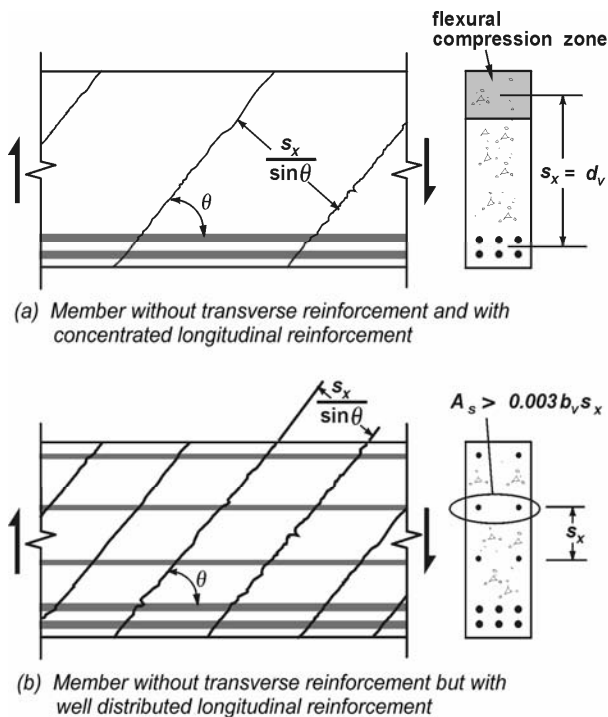 flexural
compression zone
s_x
sinθ
θ
s_x = d_v
(a) Member without transverse reinforcement and with
concentrated longitudinal reinforcement
s_x
sinθ
A_s > 0.003 b_v s_x
θ
s_x
(b) Member without transverse reinforcement but with
well distributed longitudinal reinforcement